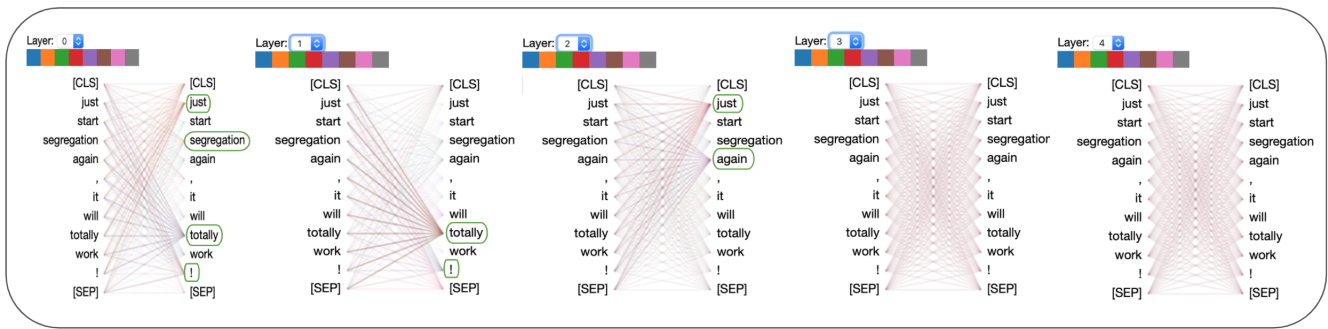 Layer: 0
[CLS] [CLS]
just just
start start
segregation segregation
again again
, ,
it it
will will
totally totally
work work
! !
[SEP] [SEP]
Layer: 1
[CLS] [CLS]
just just
start start
segregation segregation
again again
, ,
it it
will will
totally totally
work work
! !
[SEP] [SEP]
Layer: 2
[CLS] [CLS]
just just
start start
segregation segregation
again again
, ,
it it
will will
totally totally
work work
! !
[SEP] [SEP]
Layer: 3
[CLS] [CLS]
just just
start start
segregation segregation
again again
, ,
it it
will will
totally totally
work work
! !
[SEP] [SEP]
Layer: 4
[CLS] [CLS]
just just
start start
segregation segregation
again again
, ,
it it
will will
totally totally
work work
! !
[SEP] [SEP]